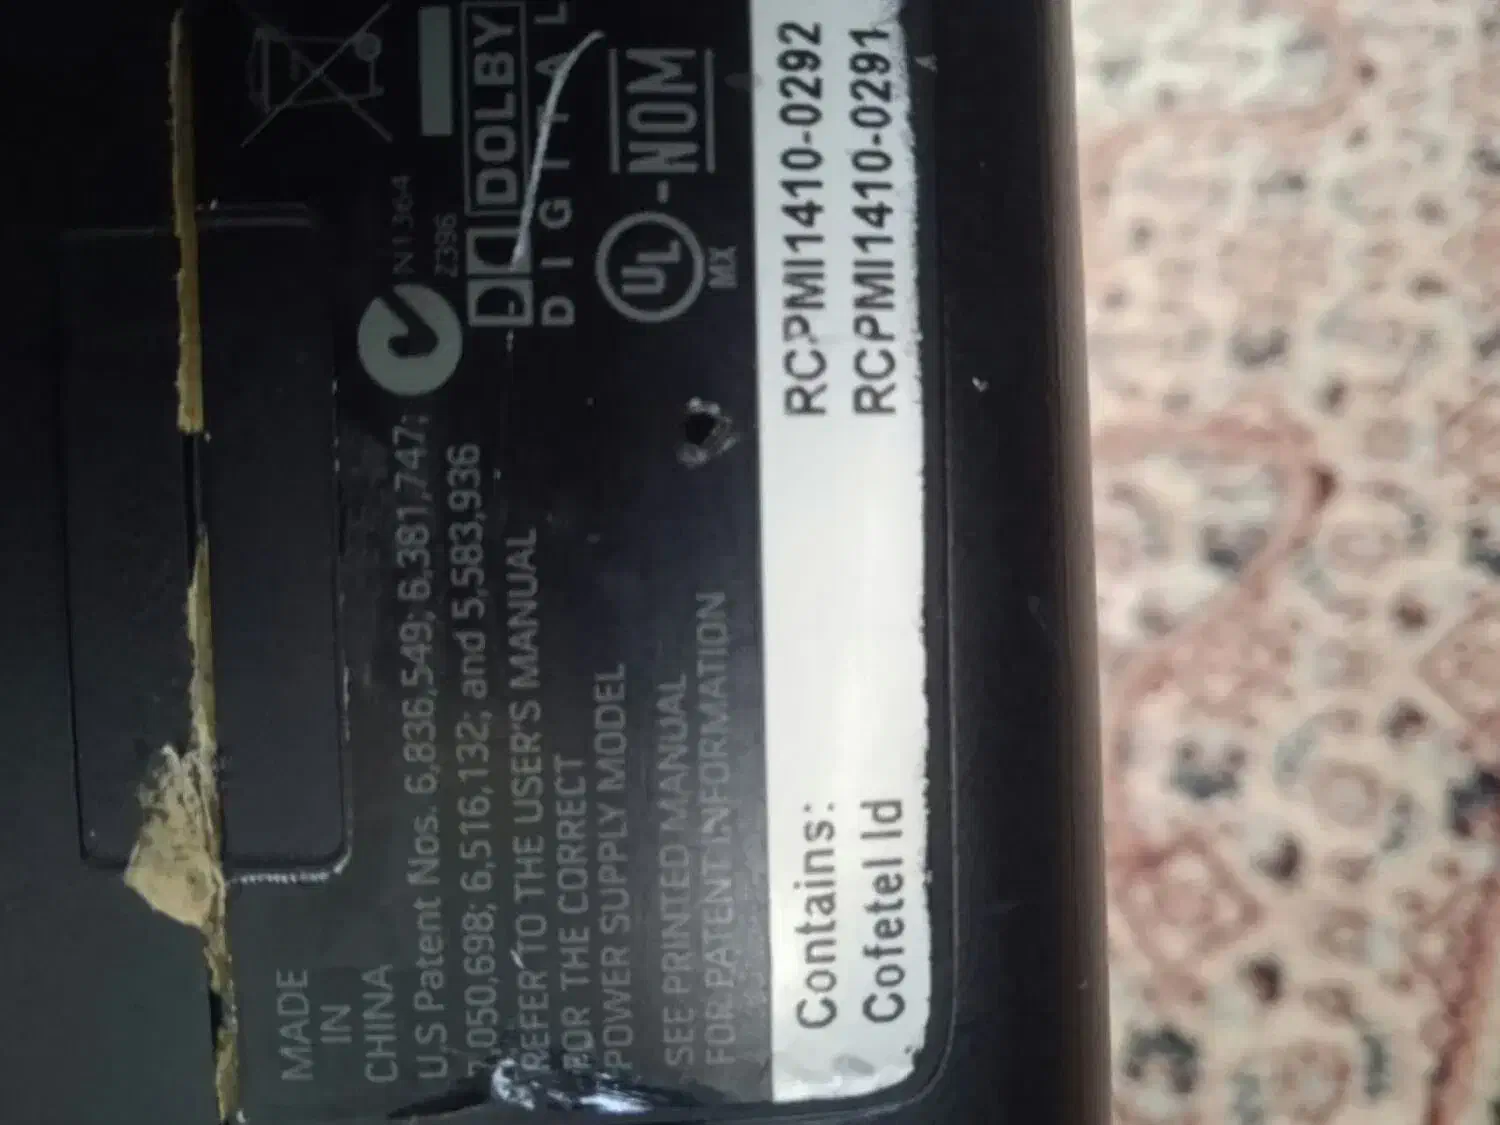 MADE
IN
CHINA
N1364
Z396
U.S Patent Nos. 6,836,549; 6,381,747;
7,050,698; 6,516,132; and 5,583,936
DOLBY
DIGITAL
REFER TO THE USER'S MANUAL
FOR THE CORRECT
POWER SUPPLY MODEL
UL-NOM
MX
SEE PRINTED MANUAL
FOR PATENT INFORMATION
Contains: RCPMI1410-0292
Cofetel Id RCPMI1410-0291